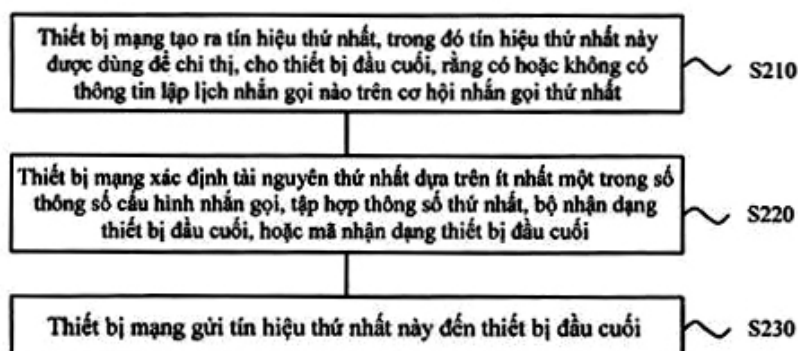 Thiết bị mạng tạo ra tín hiệu thứ nhất, trong đó tín hiệu thứ nhất này
được dùng để chỉ thị, cho thiết bị đầu cuối, rằng có hoặc không có
thông tin lập lịch nhắn gọi nào trên cơ hội nhắn gọi thứ nhất
S210
Thiết bị mạng xác định tài nguyên thứ nhất dựa trên ít nhất một trong số
thông số cấu hình nhắn gọi, tập hợp thông số thứ nhất, bộ nhận dạng
thiết bị đầu cuối, hoặc mã nhận dạng thiết bị đầu cuối
S220
Thiết bị mạng gửi tín hiệu thứ nhất này đến thiết bị đầu cuối
S230